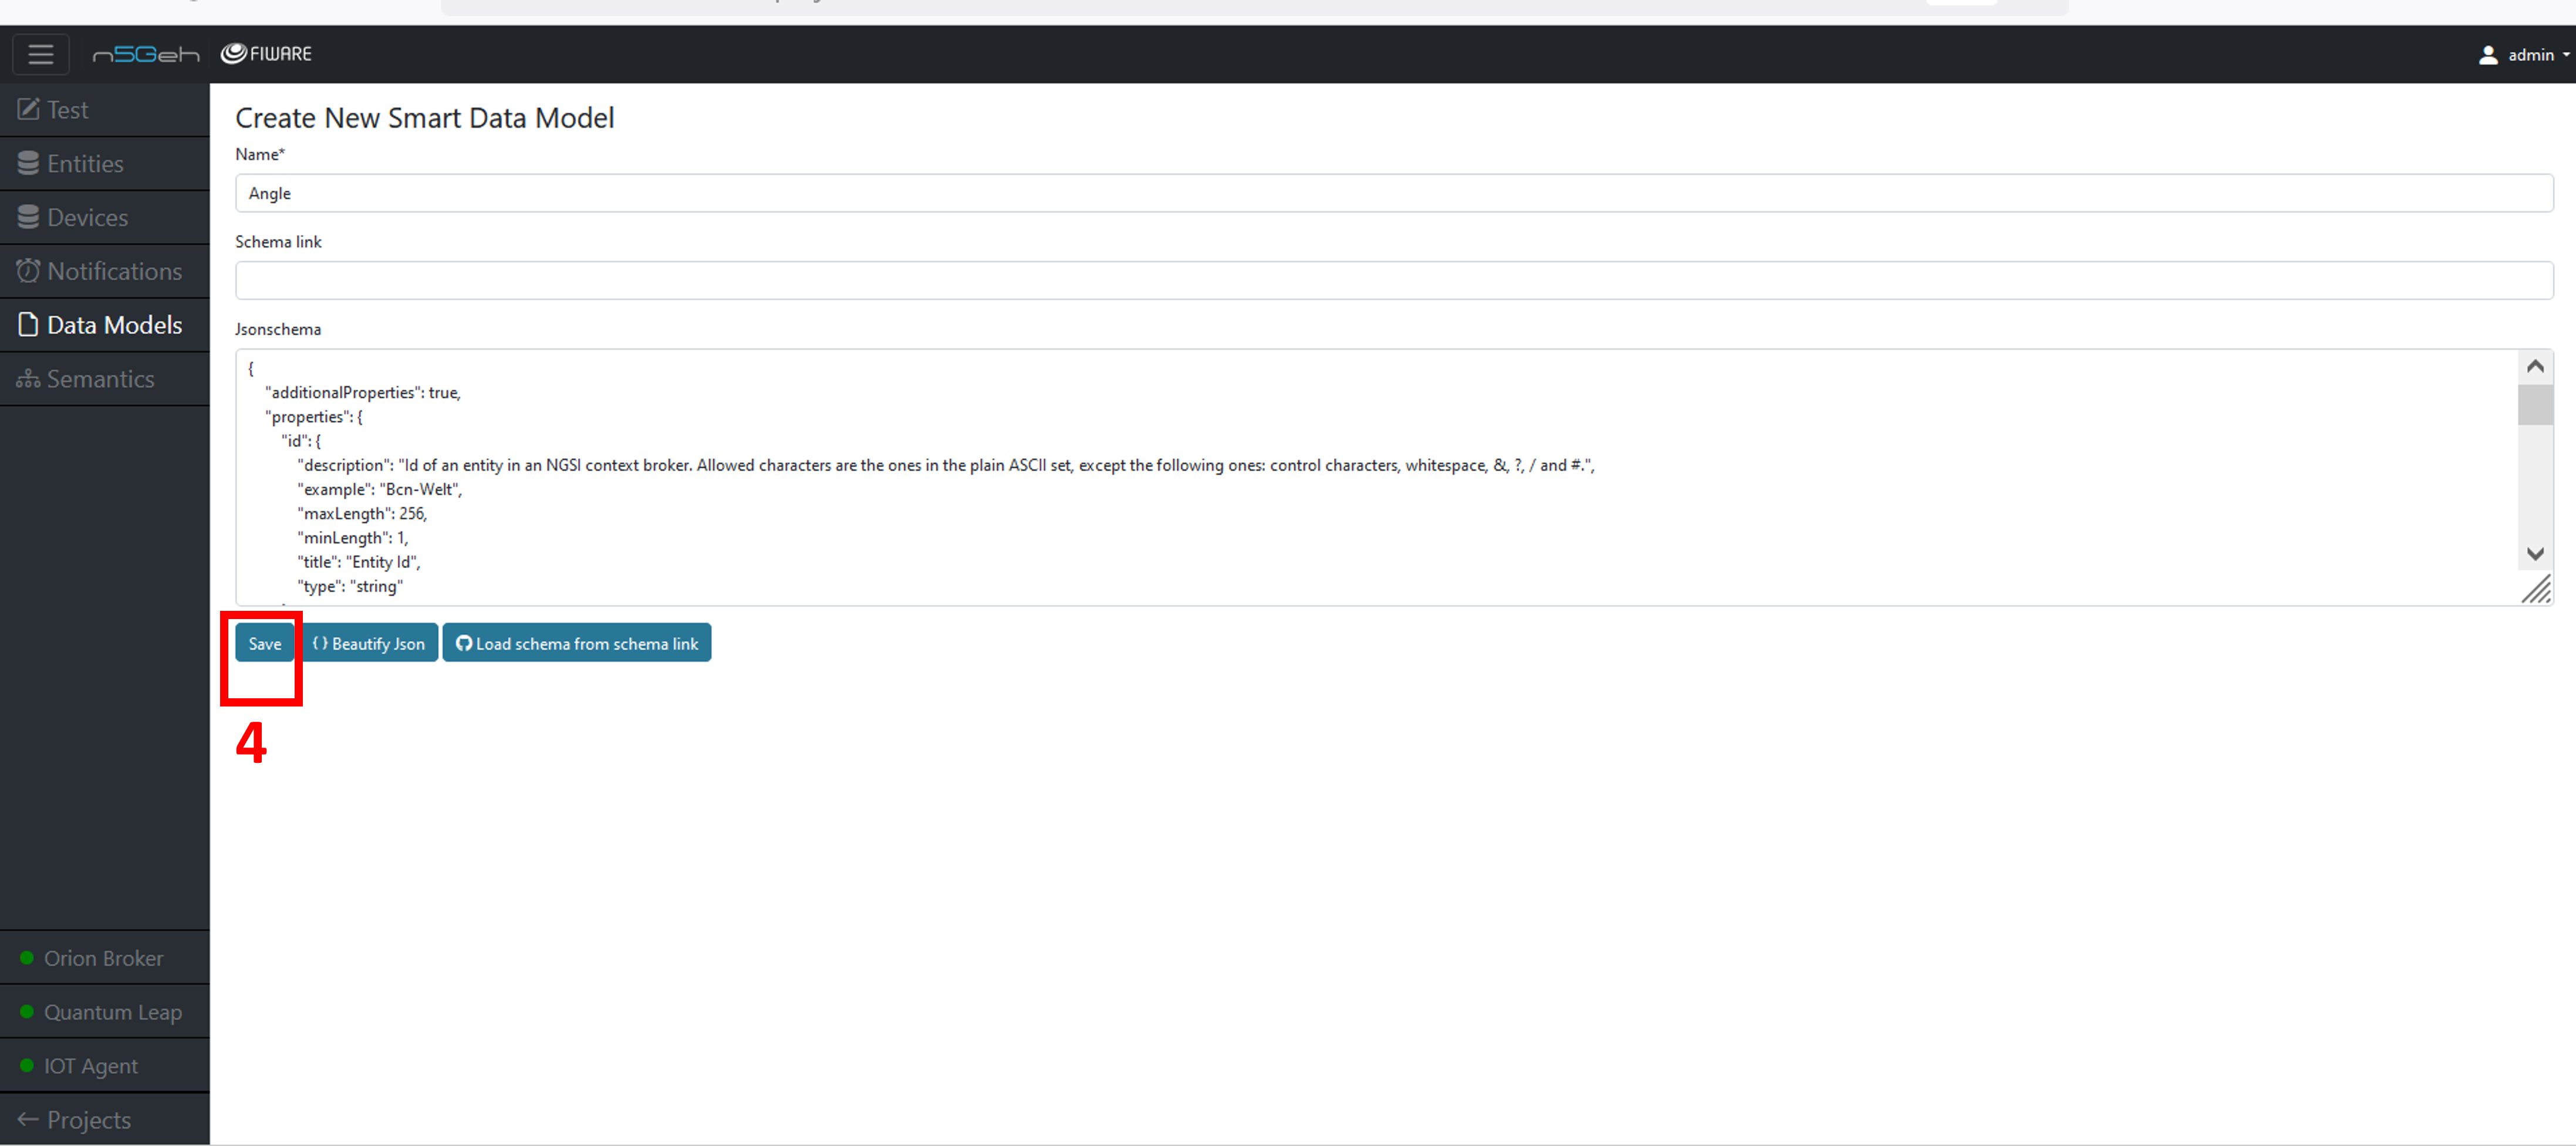 n5Geh FIWARE admin
Test
Entities
Devices
Notifications
Data Models
Semantics
Create New Smart Data Model
Name*
Angle
Schema link
Jsonschema
{
"additionalProperties": true,
"properties": {
"id": {
"description": "Id of an entity in an NGSI context broker. Allowed characters are the ones in the plain ASCII set, except the following ones: control characters, whitespace, &, ?, / and #.",
"example": "Bcn-Welt",
"maxLength": 256,
"minLength": 1,
"title": "Entity Id",
"type": "string"
Save { } Beautify Json Load schema from schema link
4
Orion Broker
Quantum Leap
IOT Agent
Projects